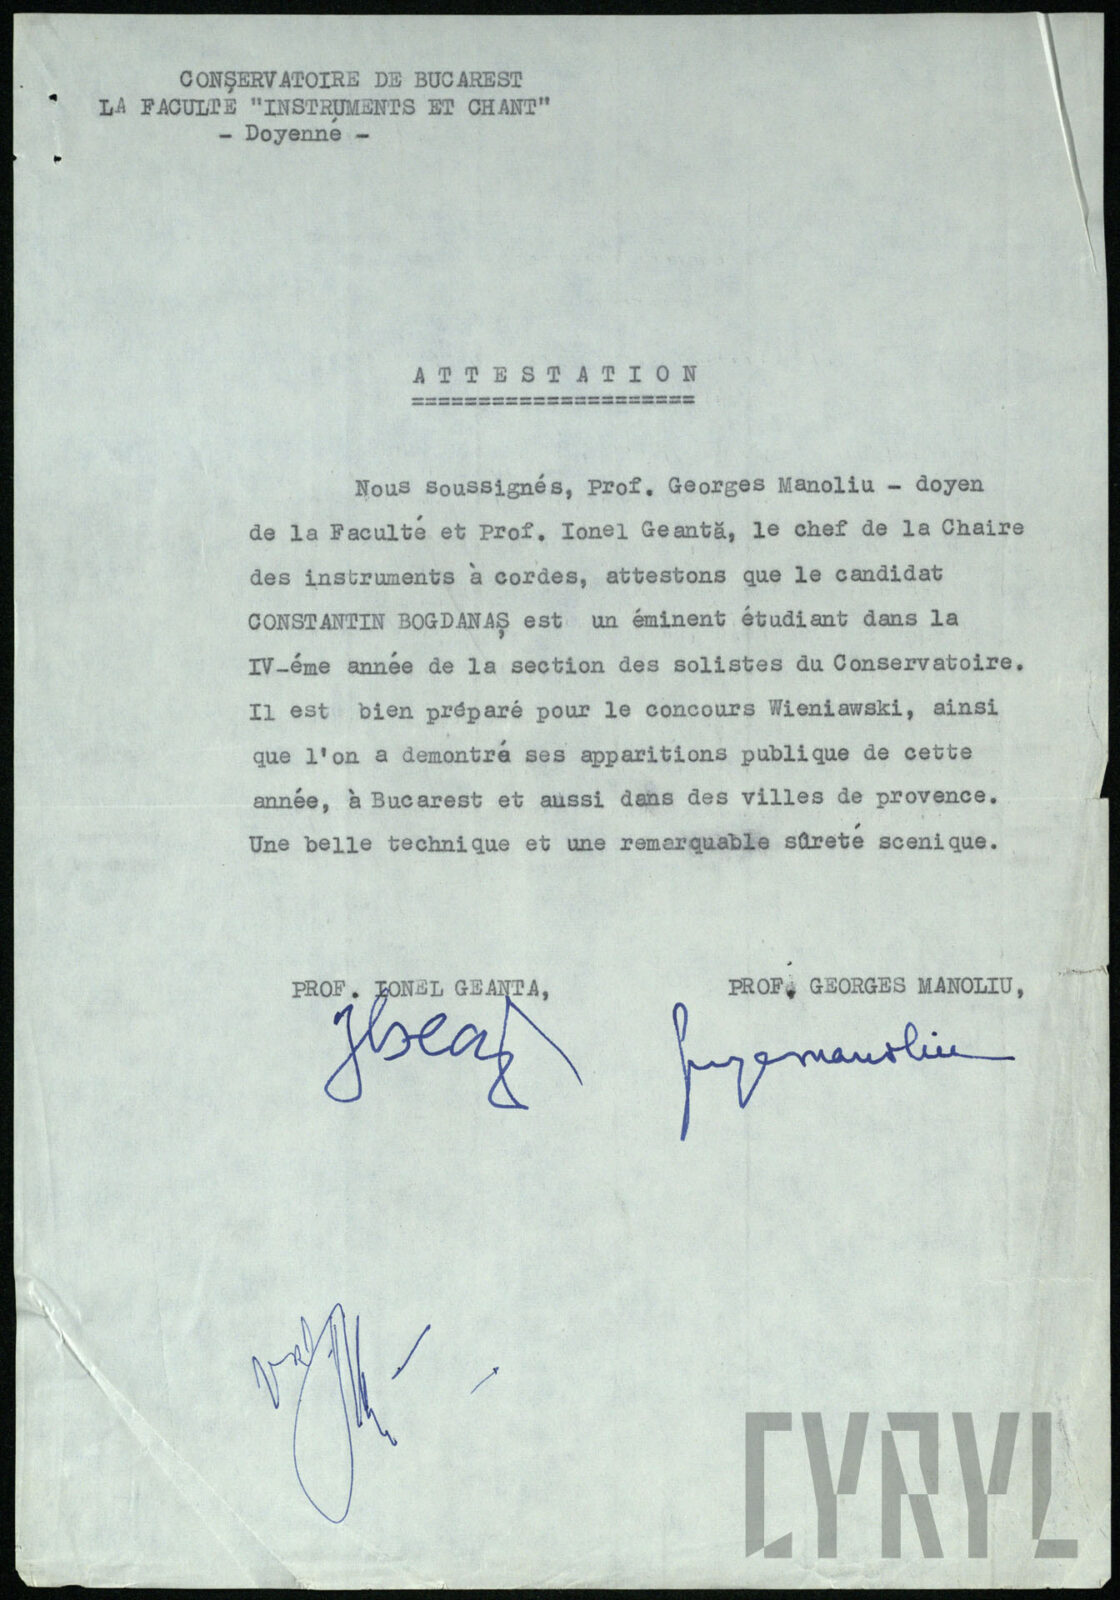 CONSERVATOIRE DE BUCAREST
LA FACULTE "INSTRUMENTS ET CHANT"
- Doyenné -
ATTESTATION
=====================
Nous soussignés, Prof. Georges Manoliu - doyen
de la Faculté et Prof. Ionel Geantă, le chef de la Chaire
des instruments à cordes, attestons que le candidat
CONSTANTIN BOGDANAȘ est un éminent étudiant dans la
IV-éme année de la section des solistes du Conservatoire.
Il est bien préparé pour le concours Wieniawski, ainsi
que l'on a demontré ses apparitions publique de cette
année, à Bucarest et aussi dans des villes de provence.
Une belle technique et une remarquable sûreté scenique.
PROF. IONEL GEANTA, PROF. GEORGES MANOLIU,
CYRYL